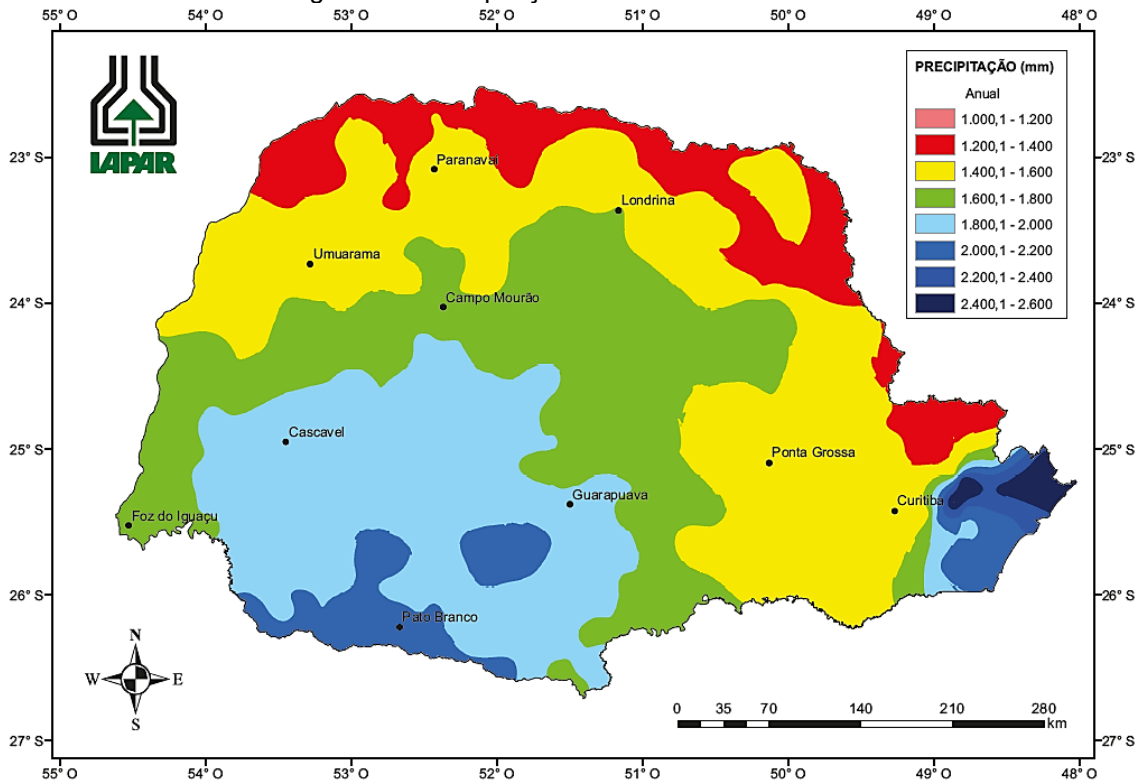 55° O 54° O 53° O 52° O 51° O 50° O 49° O 48° O
IAPAR
PRECIPITAÇÃO (mm)
Anual
1.000,1 - 1.200
1.200,1 - 1.400
1.400,1 - 1.600
1.600,1 - 1.800
1.800,1 - 2.000
2.000,1 - 2.200
2.200,1 - 2.400
2.400,1 - 2.600
23° S 23° S
Paranavaí
Londrina
Umuarama
24° S 24° S
Campo Mourão
Cascavel
25° S 25° S
Ponta Grossa
Guarapuava
Curitiba
Foz do Iguaçu
26° S 26° S
Pato Branco
N
W E
S
0 35 70 140 210 280
km
27° S 27° S
55° O 54° O 53° O 52° O 51° O 50° O 49° O 48° O